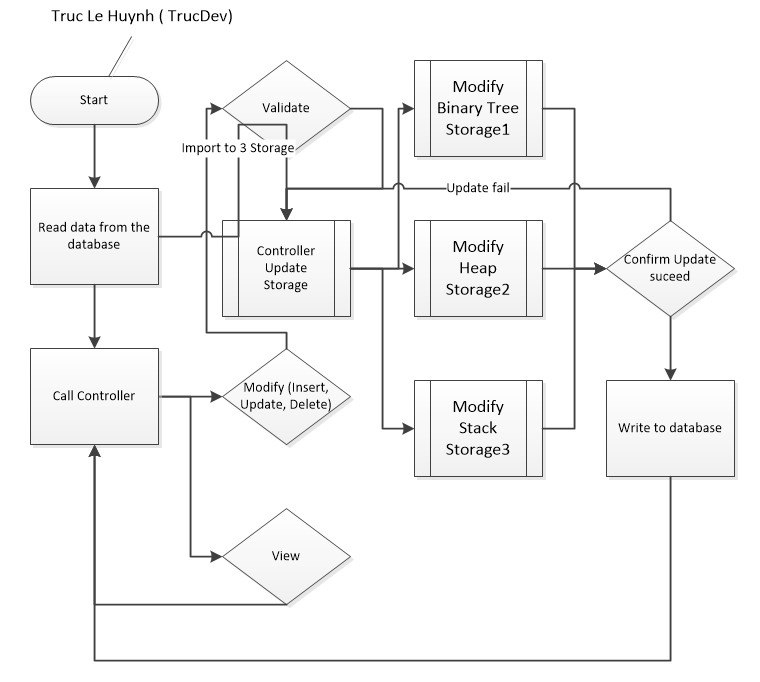 Truc Le Huynh ( TrucDev)
Start
Validate
Modify
Binary Tree
Storage1
Import to 3 Storage
Update fail
Read data from the
database
Controller
Update
Storage
Modify
Heap
Storage2
Confirm Update
suceed
Call Controller
Modify (Insert,
Update, Delete)
Modify
Stack
Storage3
Write to database
View